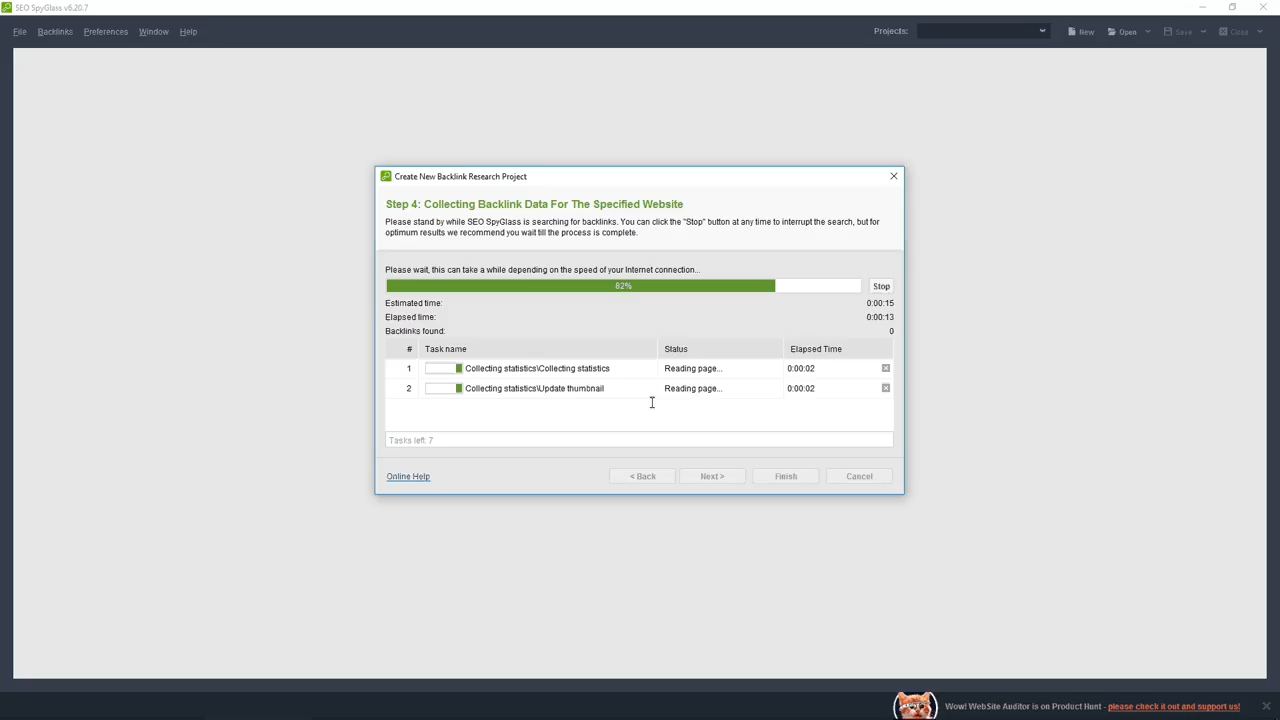 SEO SpyGlass v6.20.7
File Backlinks Preferences Window Help Projects: New Open Save Close
Create New Backlink Research Project
Step 4: Collecting Backlink Data For The Specified Website
Please stand by while SEO SpyGlass is searching for backlinks. You can click the "Stop" button at any time to interrupt the search, but for
optimum results we recommend you wait till the process is complete.
Please wait, this can take a while depending on the speed of your Internet connection...
82% Stop
Estimated time: 0:00:15
Elapsed time: 0:00:13
Backlinks found: 0
# Task name Status Elapsed Time
1 Collecting statistics\Collecting statistics Reading page... 0:00:02
2 Collecting statistics\Update thumbnail Reading page... 0:00:02
Tasks left: 7
Online Help < Back Next > Finish Cancel
Wow! WebSite Auditor is on Product Hunt - please check it out and support us!